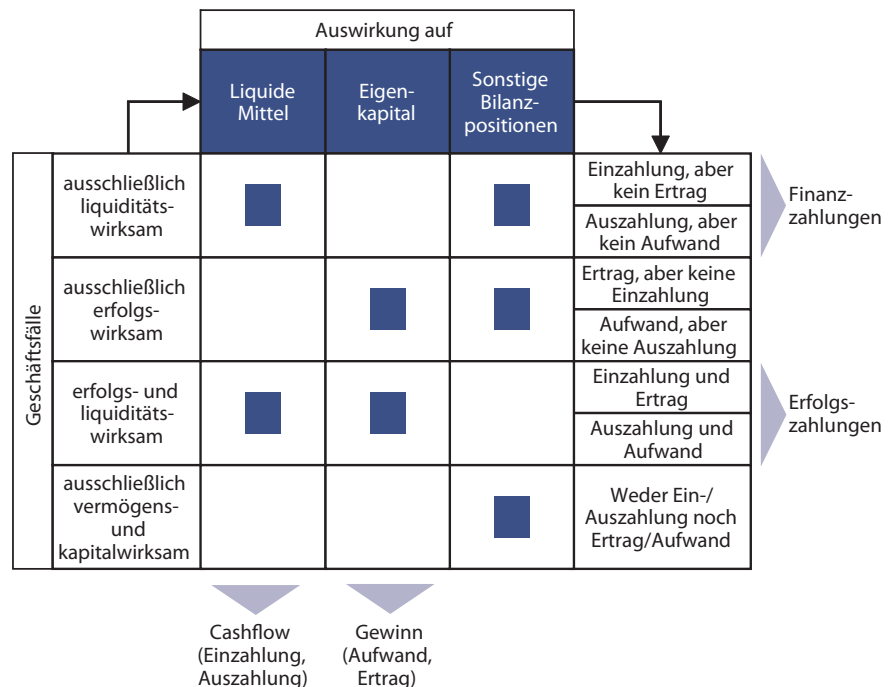 Auswirkung auf
Liquide
Mittel
Eigen-
kapital
Sonstige
Bilanz-
positionen
Geschäftsfälle
ausschließlich
liquiditäts-
wirksam
Einzahlung, aber
kein Ertrag
Auszahlung, aber
kein Aufwand
Finanz-
zahlungen
ausschließlich
erfolgs-
wirksam
Ertrag, aber keine
Einzahlung
Aufwand, aber
keine Auszahlung
erfolgs- und
liquiditäts-
wirksam
Einzahlung und
Ertrag
Auszahlung und
Aufwand
Erfolgs-
zahlungen
ausschließlich
vermögens-
und
kapitalwirksam
Weder Ein-/
Auszahlung noch
Ertrag/Aufwand
Cashflow
(Einzahlung,
Auszahlung)
Gewinn
(Aufwand,
Ertrag)